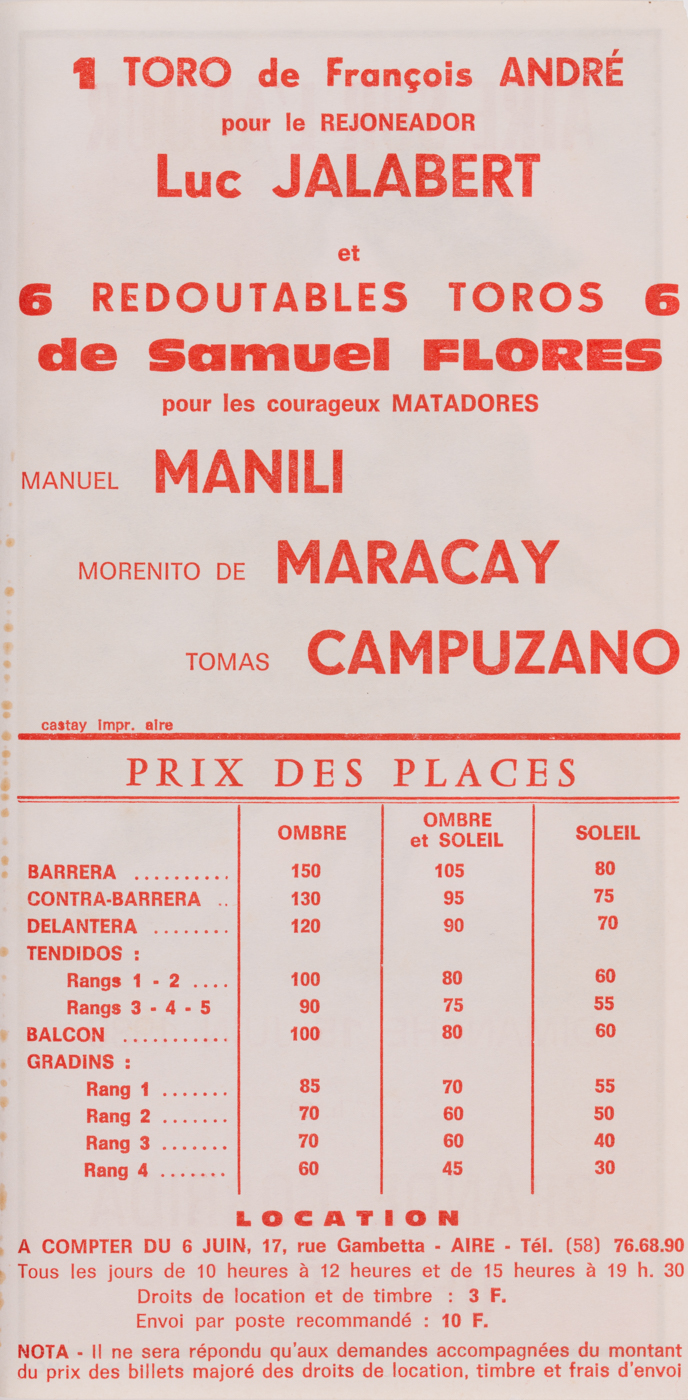 1 TORO de François ANDRÉ
pour le REJONEADOR
Luc JALABERT
et
6 REDOUTABLES TOROS 6
de Samuel FLORES
pour les courageux MATADORES
MANUEL MANILI
MORENITO DE MARACAY
TOMAS CAMPUZANO
castay impr. aire
PRIX DES PLACES
OMBRE OMBRE et SOLEIL SOLEIL
BARRERA .......... 150 105 80
CONTRA-BARRERA .. 130 95 75
DELANTERA ........ 120 90 70
TENDIDOS :
Rangs 1 - 2 .... 100 80 60
Rangs 3 - 4 - 5 90 75 55
BALCON ........... 100 80 60
GRADINS :
Rang 1 ....... 85 70 55
Rang 2 ....... 70 60 50
Rang 3 ....... 70 60 40
Rang 4 ....... 60 45 30
LOCATION
A COMPTER DU 6 JUIN, 17, rue Gambetta - AIRE - Tél. (58) 76.68.90
Tous les jours de 10 heures à 12 heures et de 15 heures à 19 h. 30
Droits de location et de timbre : 3 F.
Envoi par poste recommandé : 10 F.
NOTA - Il ne sera répondu qu'aux demandes accompagnées du montant
du prix des billets majoré des droits de location, timbre et frais d'envoi